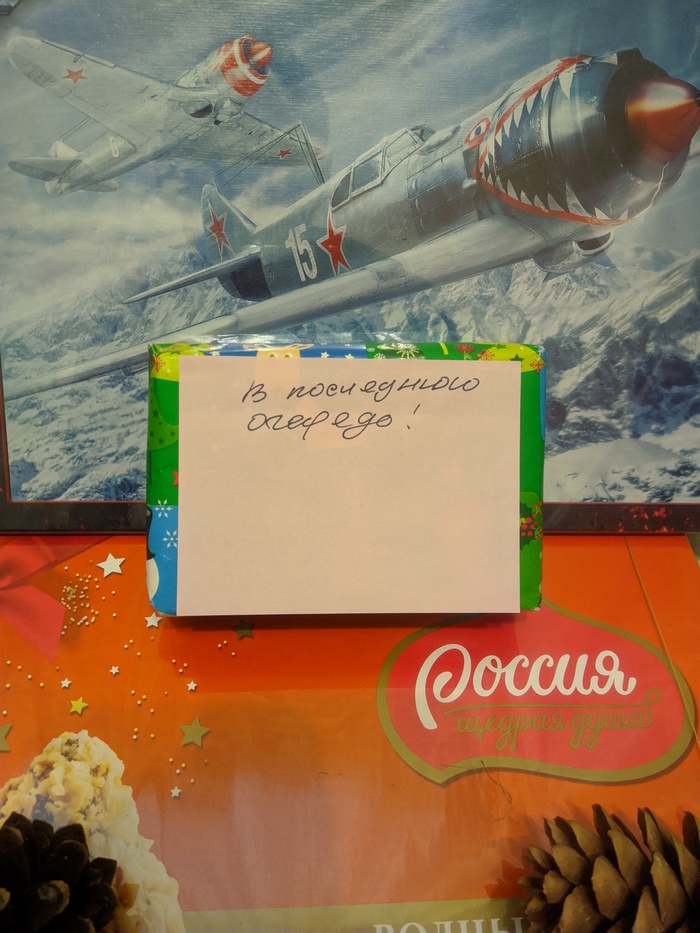 15
В последнюю
очередь!
Россия
щедрая душа